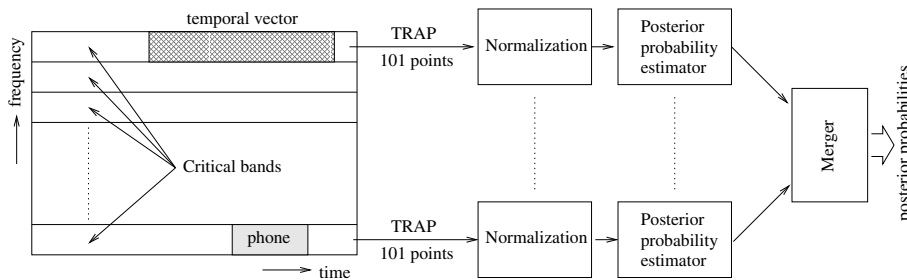 temporal vector
frequency
Critical bands
phone
time
TRAP
101 points
Normalization
Posterior
probability
estimator
TRAP
101 points
Normalization
Posterior
probability
estimator
Merger
posterior probabilities